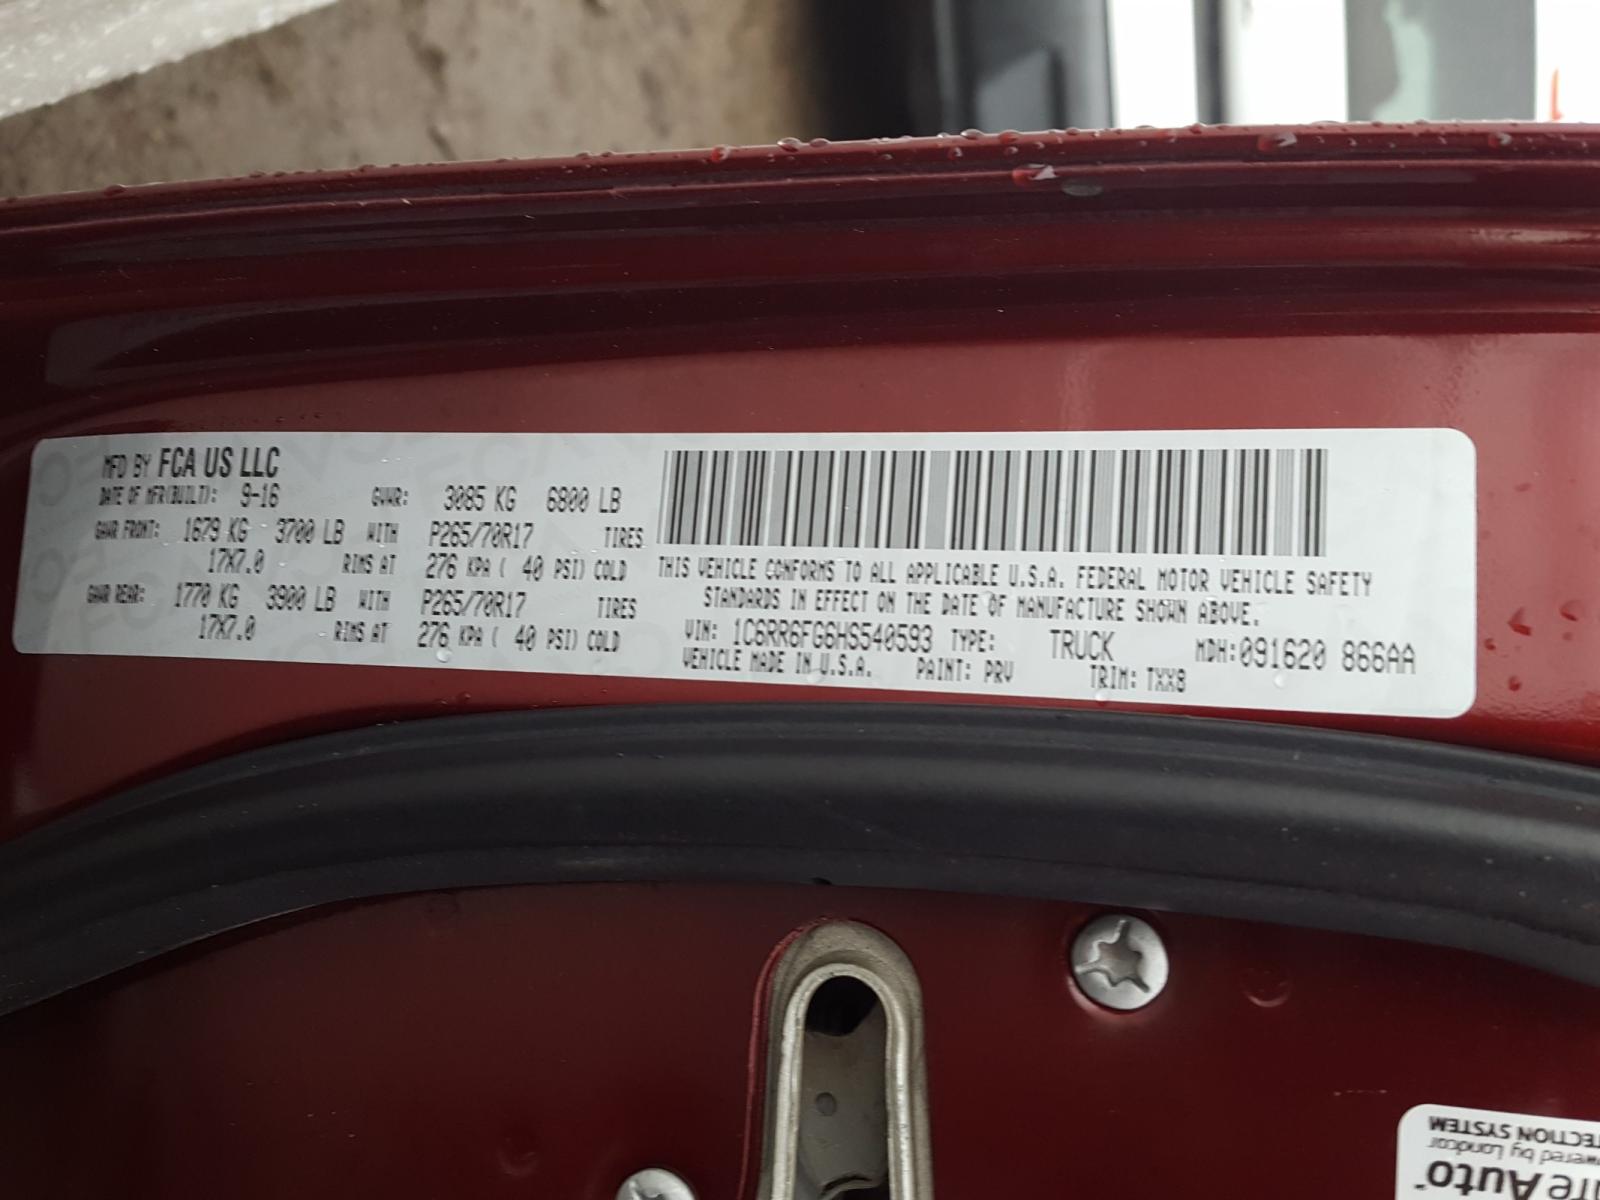 MFD BY FCA US LLC
DATE OF MFR(BUILT): 9-16 GVWR: 3085 KG 6800 LB
GAWR FRONT: 1679 KG 3700 LB WITH P265/70R17 TIRES
17X7.0 RIMS AT 276 KPA ( 40 PSI) COLD
GAWR REAR: 1770 KG 3900 LB WITH P265/70R17 TIRES
17X7.0 RIMS AT 276 KPA ( 40 PSI) COLD
THIS VEHICLE CONFORMS TO ALL APPLICABLE U.S.A. FEDERAL MOTOR VEHICLE SAFETY
STANDARDS IN EFFECT ON THE DATE OF MANUFACTURE SHOWN ABOVE.
VIN: 1C6RR6FG6HS540593 TYPE: TRUCK MDH:091620 866AA
VEHICLE MADE IN U.S.A. PAINT: PRV TRIM: TXX8
Auto
by Landcar
SYSTEM